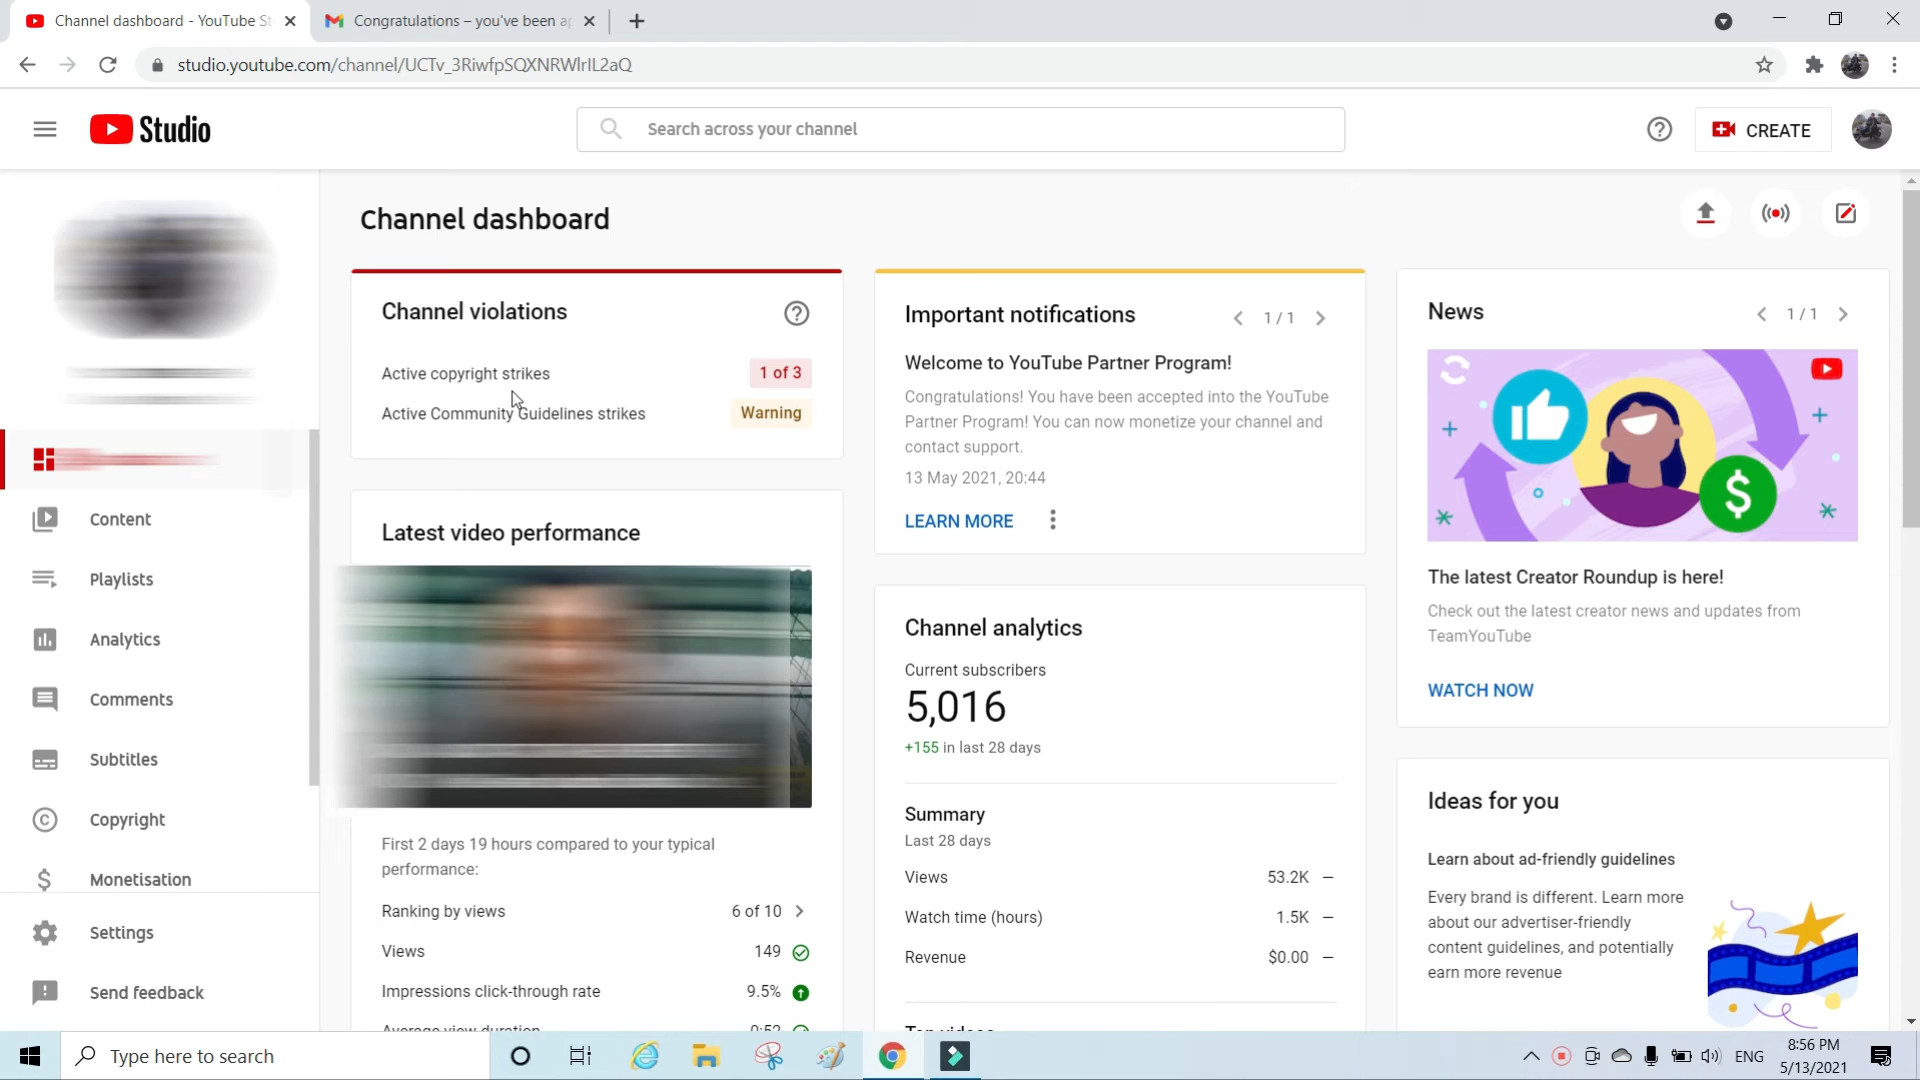 Channel dashboard - YouTube St
Congratulations – you've been ap
studio.youtube.com/channel/UCTv_3RiwfpSQXNRWlrIL2aQ
Studio
Search across your channel
CREATE
Channel dashboard
Channel violations
Active copyright strikes 1 of 3
Active Community Guidelines strikes Warning
Important notifications 1 / 1
Welcome to YouTube Partner Program!
Congratulations! You have been accepted into the YouTube
Partner Program! You can now monetize your channel and
contact support.
13 May 2021, 20:44
LEARN MORE
News 1 / 1
The latest Creator Roundup is here!
Check out the latest creator news and updates from
TeamYouTube
WATCH NOW
Content
Playlists
Analytics
Comments
Subtitles
Copyright
Monetisation
Settings
Send feedback
Latest video performance
First 2 days 19 hours compared to your typical
performance:
Ranking by views 6 of 10
Views 149
Impressions click-through rate 9.5%
Average view duration 0:52
Channel analytics
Current subscribers
5,016
+155 in last 28 days
Summary
Last 28 days
Views 53.2K —
Watch time (hours) 1.5K —
Revenue $0.00 —
Top videos
Ideas for you
Learn about ad-friendly guidelines
Every brand is different. Learn more
about our advertiser-friendly
content guidelines, and potentially
earn more revenue
Type here to search
ENG
8:56 PM
5/13/2021